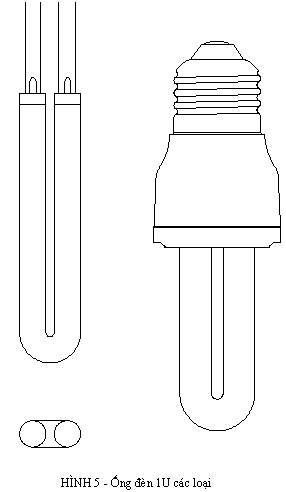 HÌNH 5 - Ống đèn 1U các loại